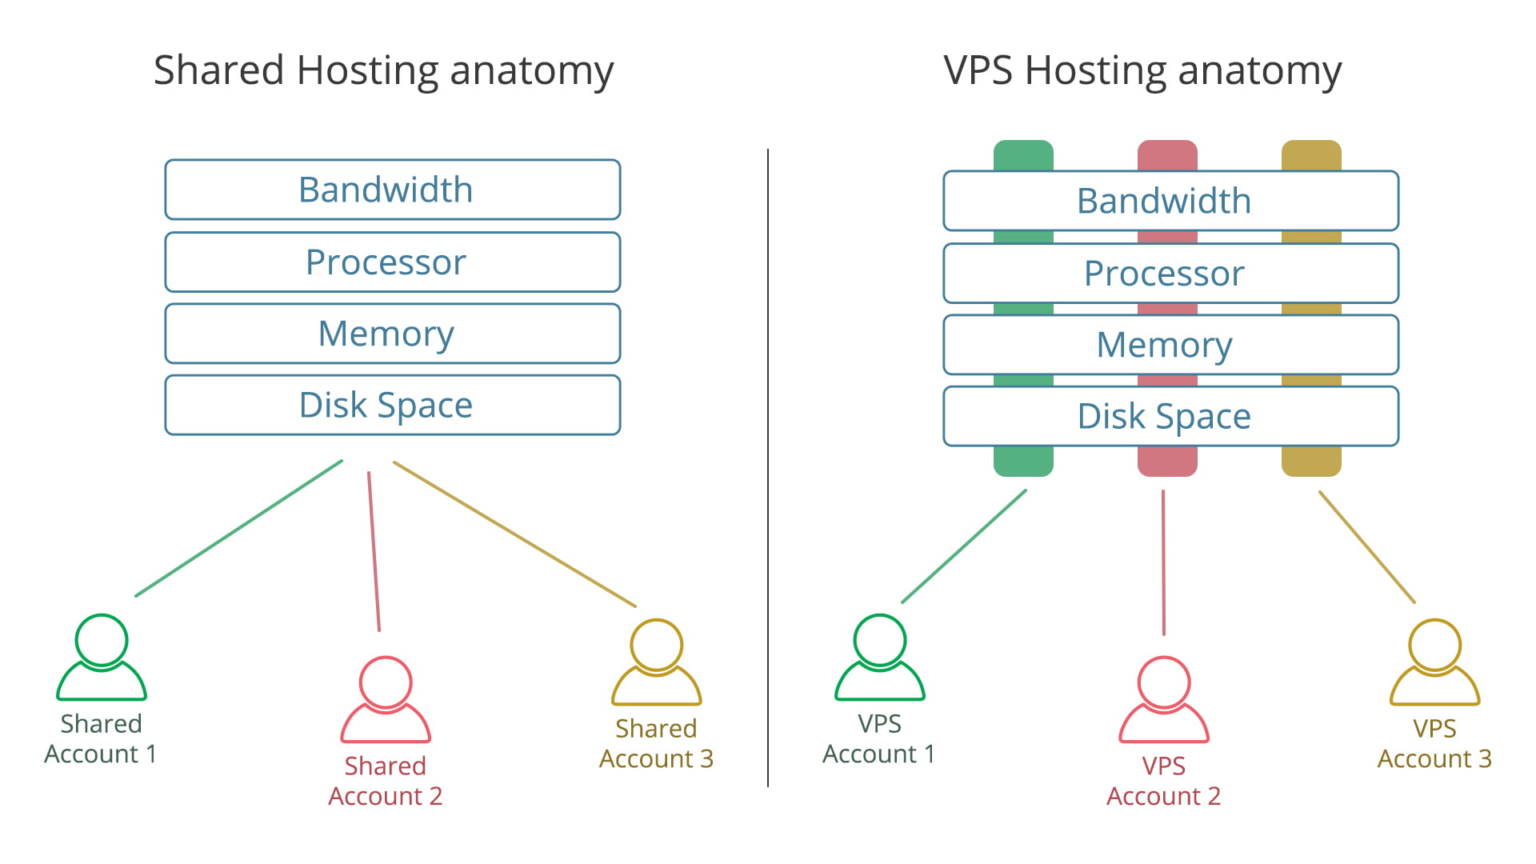 Shared Hosting anatomy
Bandwidth
Processor
Memory
Disk Space
Shared
Account 1
Shared
Account 2
Shared
Account 3
VPS Hosting anatomy
Bandwidth
Processor
Memory
Disk Space
VPS
Account 1
VPS
Account 2
VPS
Account 3